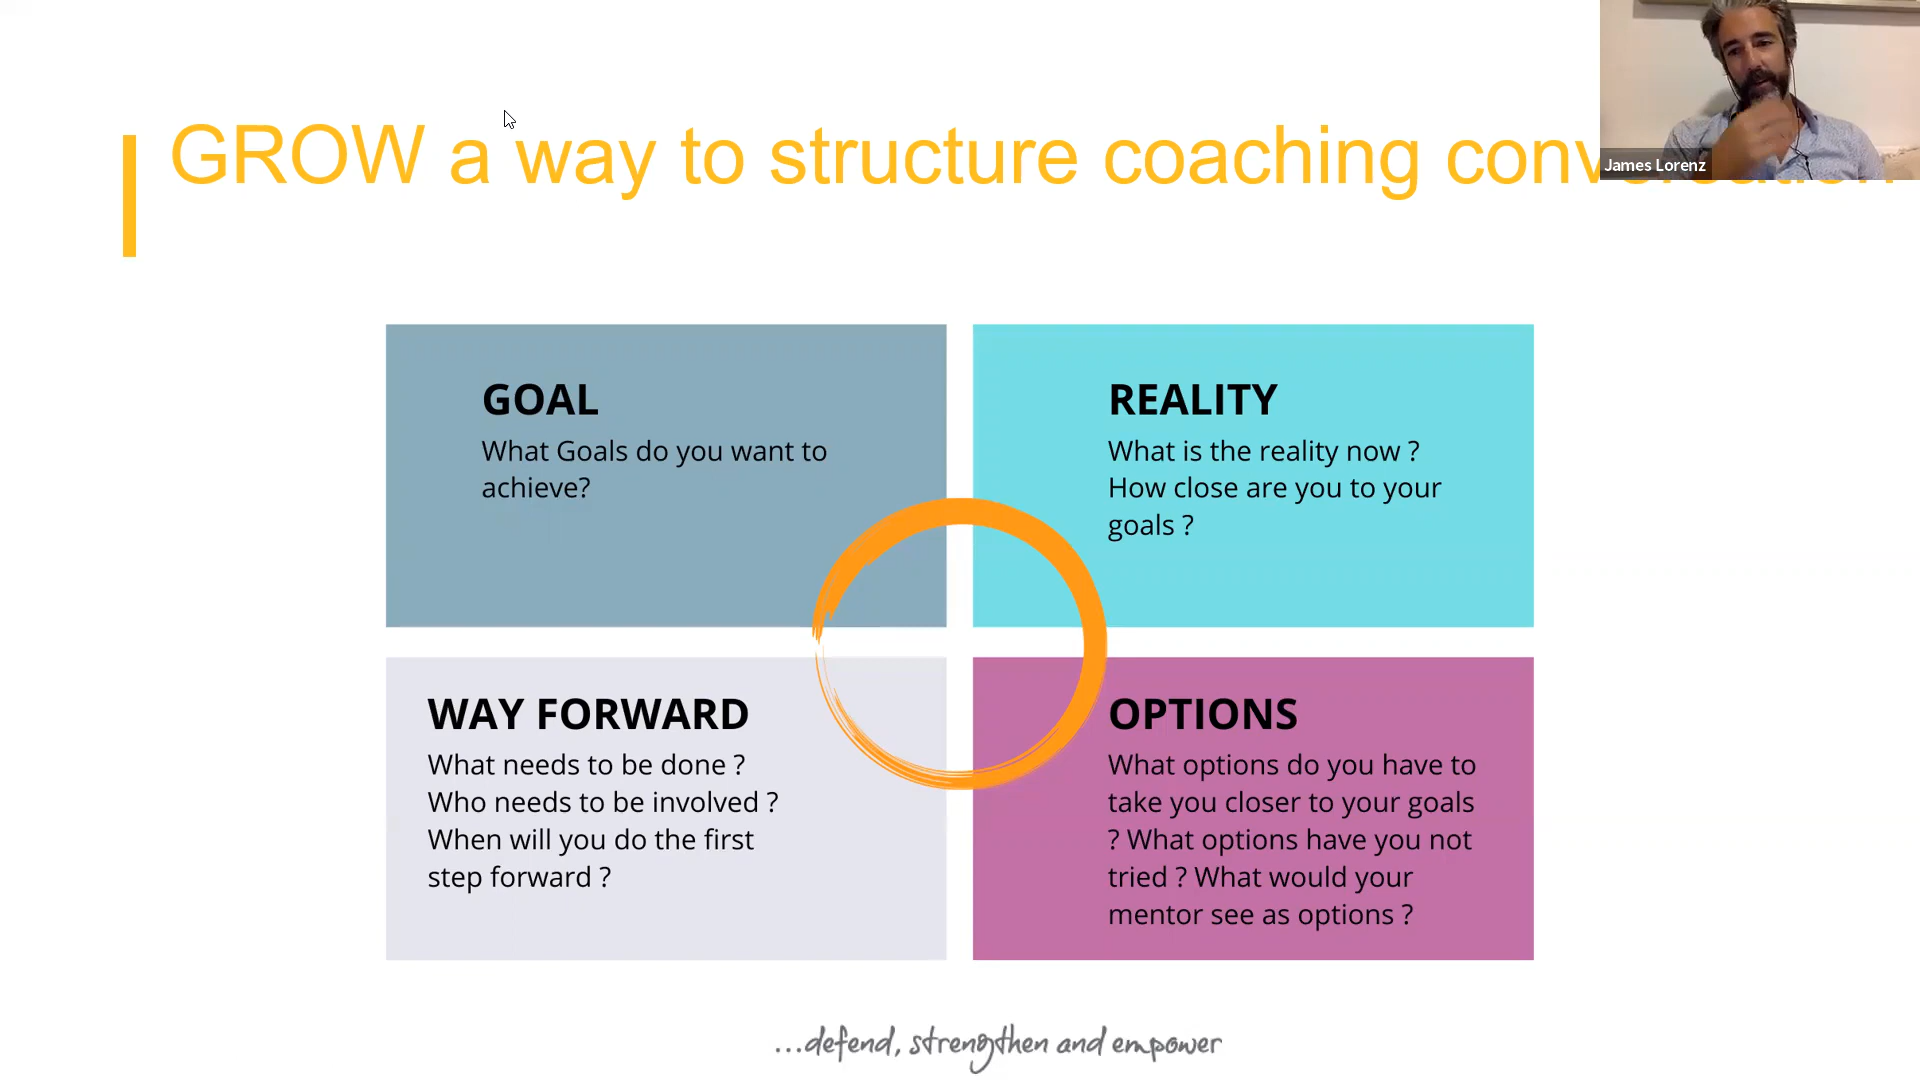 GROW a way to structure coaching
James Lorenz
GOAL
What Goals do you want to
achieve?
REALITY
What is the reality now ?
How close are you to your
goals ?
WAY FORWARD
What needs to be done ?
Who needs to be involved ?
When will you do the first
step forward ?
OPTIONS
What options do you have to
take you closer to your goals
? What options have you not
tried ? What would your
mentor see as options ?
...defend, strengthen and empower